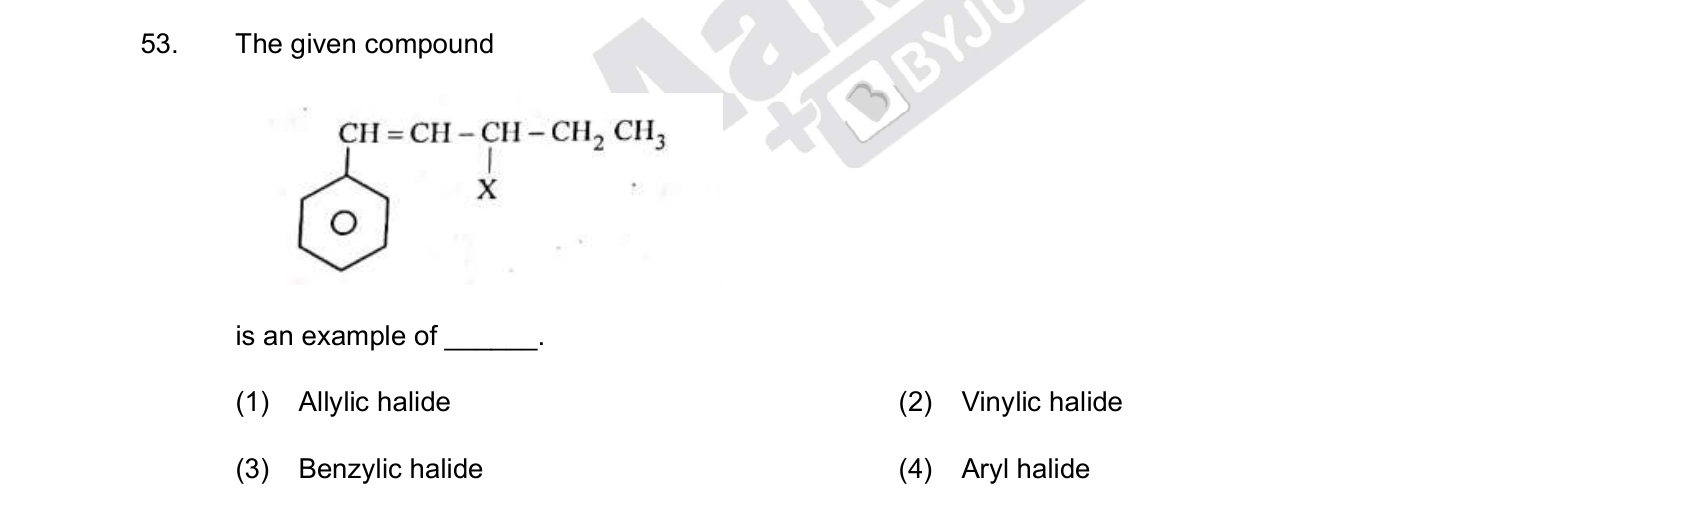 53. The given compound
CH = CH – CH – CH₂ CH₃
X
is an example of ______.
(1) Allylic halide (2) Vinylic halide
(3) Benzylic halide (4) Aryl halide